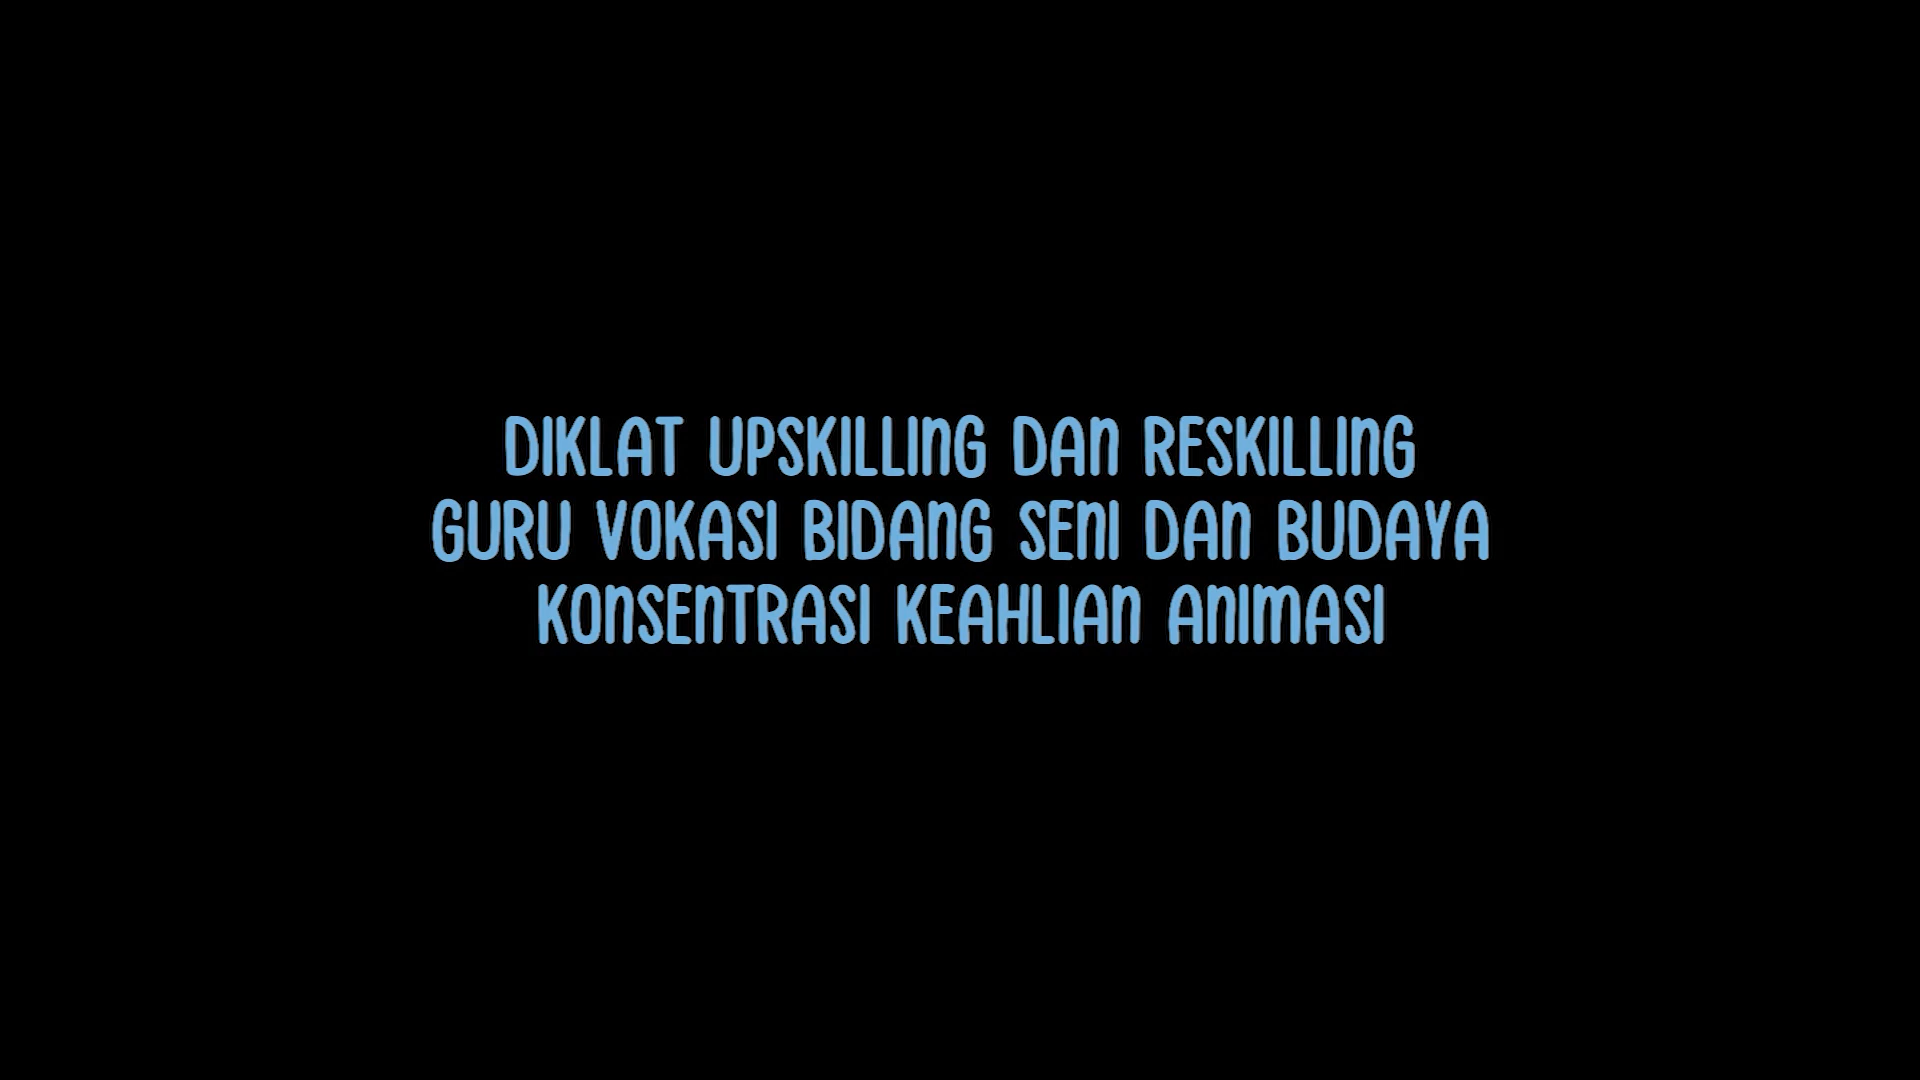 DIKLAT UPSKILLING DAN RESKILLING
GURU VOKASI BIDANG SENI DAN BUDAYA
KONSENTRASI KEAHLIAN ANIMASI